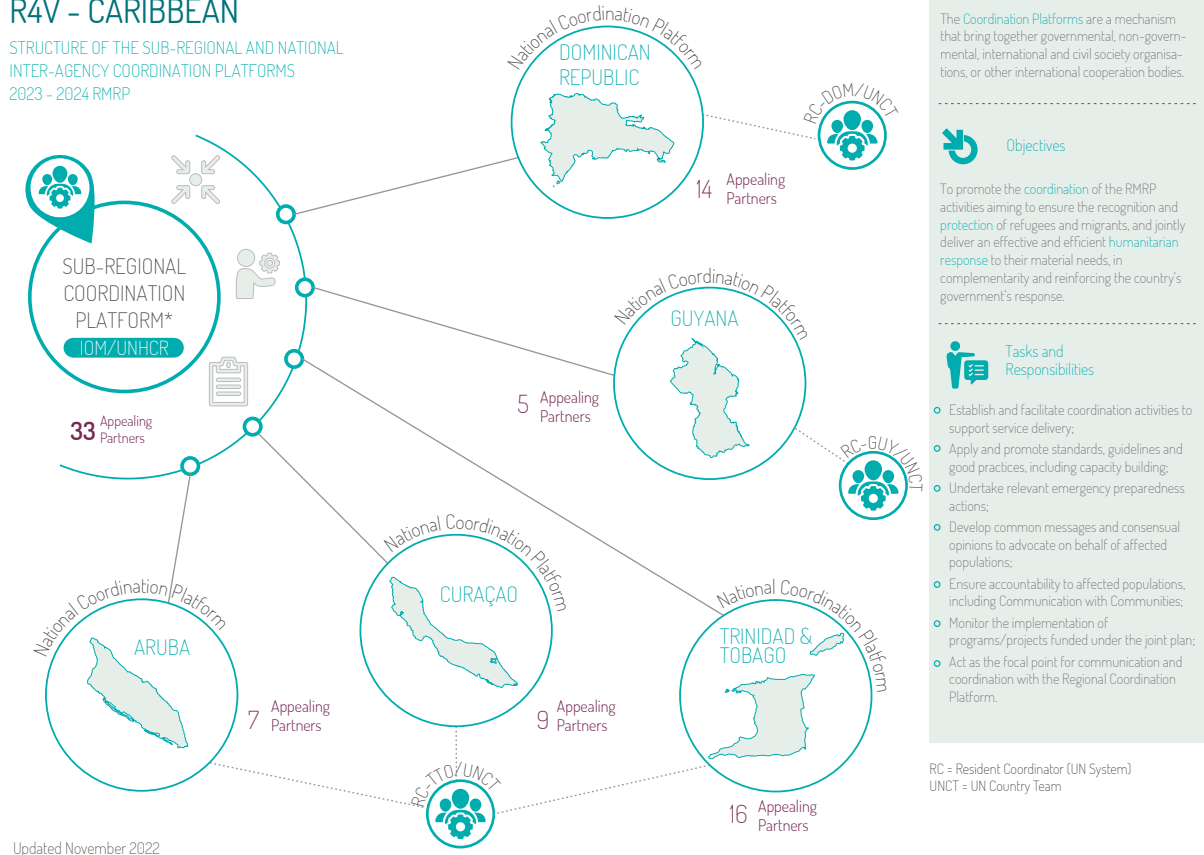 R4V - CARIBBEAN
STRUCTURE OF THE SUB-REGIONAL AND NATIONAL
INTER-AGENCY COORDINATION PLATFORMS
2023 - 2024 RMRP
SUB-REGIONAL
COORDINATION
PLATFORM*
IOM/UNHCR
33 Appealing
Partners
National Coordination Platform
DOMINICAN
REPUBLIC
14 Appealing
Partners
RC-DOM/UNCT
National Coordination Platform
GUYANA
5 Appealing
Partners
RC-GUY/UNCT
National Coordination Platform
CURAÇAO
9 Appealing
Partners
National Coordination Platform
ARUBA
7 Appealing
Partners
National Coordination Platform
TRINIDAD &
TOBAGO
16 Appealing
Partners
RC-TTO/UNCT
Updated November 2022
The Coordination Platforms are a mechanism
that bring together governmental, non-govern-
mental, international and civil society organisa-
tions, or other international cooperation bodies.
Objectives
To promote the coordination of the RMRP
activities aiming to ensure the recognition and
protection of refugees and migrants, and jointly
deliver an effective and efficient humanitarian
response to their material needs, in
complementarity and reinforcing the country's
government's response.
Tasks and
Responsibilities
Establish and facilitate coordination activities to
support service delivery;
Apply and promote standards, guidelines and
good practices, including capacity building;
Undertake relevant emergency preparedness
actions;
Develop common messages and consensual
opinions to advocate on behalf of affected
populations;
Ensure accountability to affected populations,
including Communication with Communities;
Monitor the implementation of
programs/projects funded under the joint plan;
Act as the focal point for communication and
coordination with the Regional Coordination
Platform.
RC = Resident Coordinator (UN System)
UNCT = UN Country Team